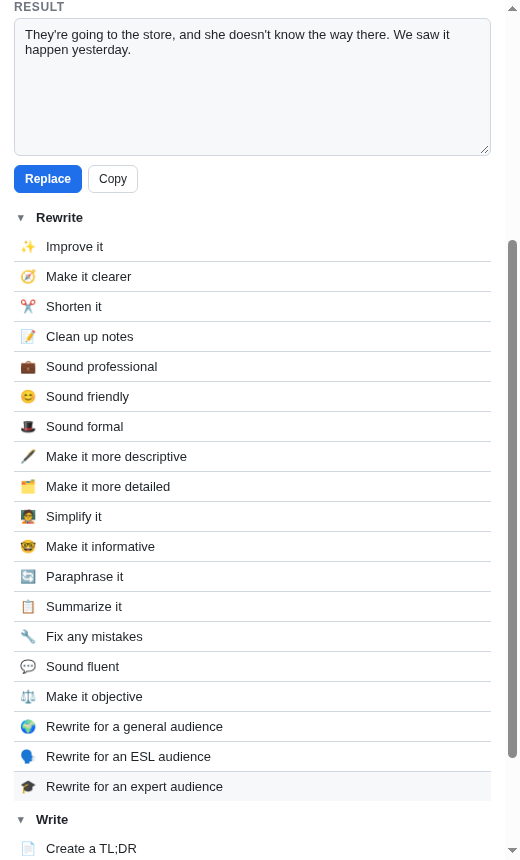 RESULT
They're going to the store, and she doesn't know the way there. We saw it
happen yesterday.
Replace
Copy
Rewrite
Improve it
Make it clearer
Shorten it
Clean up notes
Sound professional
Sound friendly
Sound formal
Make it more descriptive
Make it more detailed
Simplify it
Make it informative
Paraphrase it
Summarize it
Fix any mistakes
Sound fluent
Make it objective
Rewrite for a general audience
Rewrite for an ESL audience
Rewrite for an expert audience
Write
Create a TL;DR